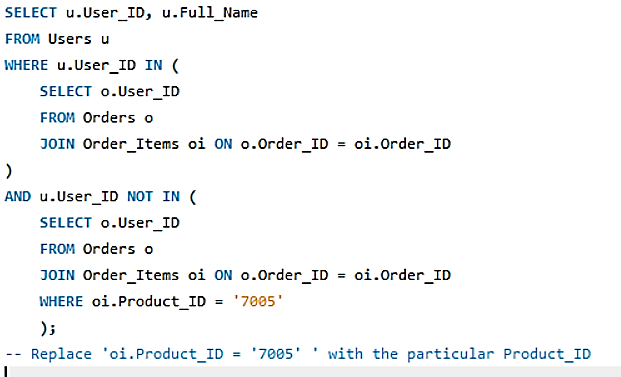 SELECT u.User_ID, u.Full_Name
FROM Users u
WHERE u.User_ID IN (
    SELECT o.User_ID
    FROM Orders o
    JOIN Order_Items oi ON o.Order_ID = oi.Order_ID
)
AND u.User_ID NOT IN (
    SELECT o.User_ID
    FROM Orders o
    JOIN Order_Items oi ON o.Order_ID = oi.Order_ID
    WHERE oi.Product_ID = '7005'
    );
-- Replace 'oi.Product_ID = '7005' ' with the particular Product_ID